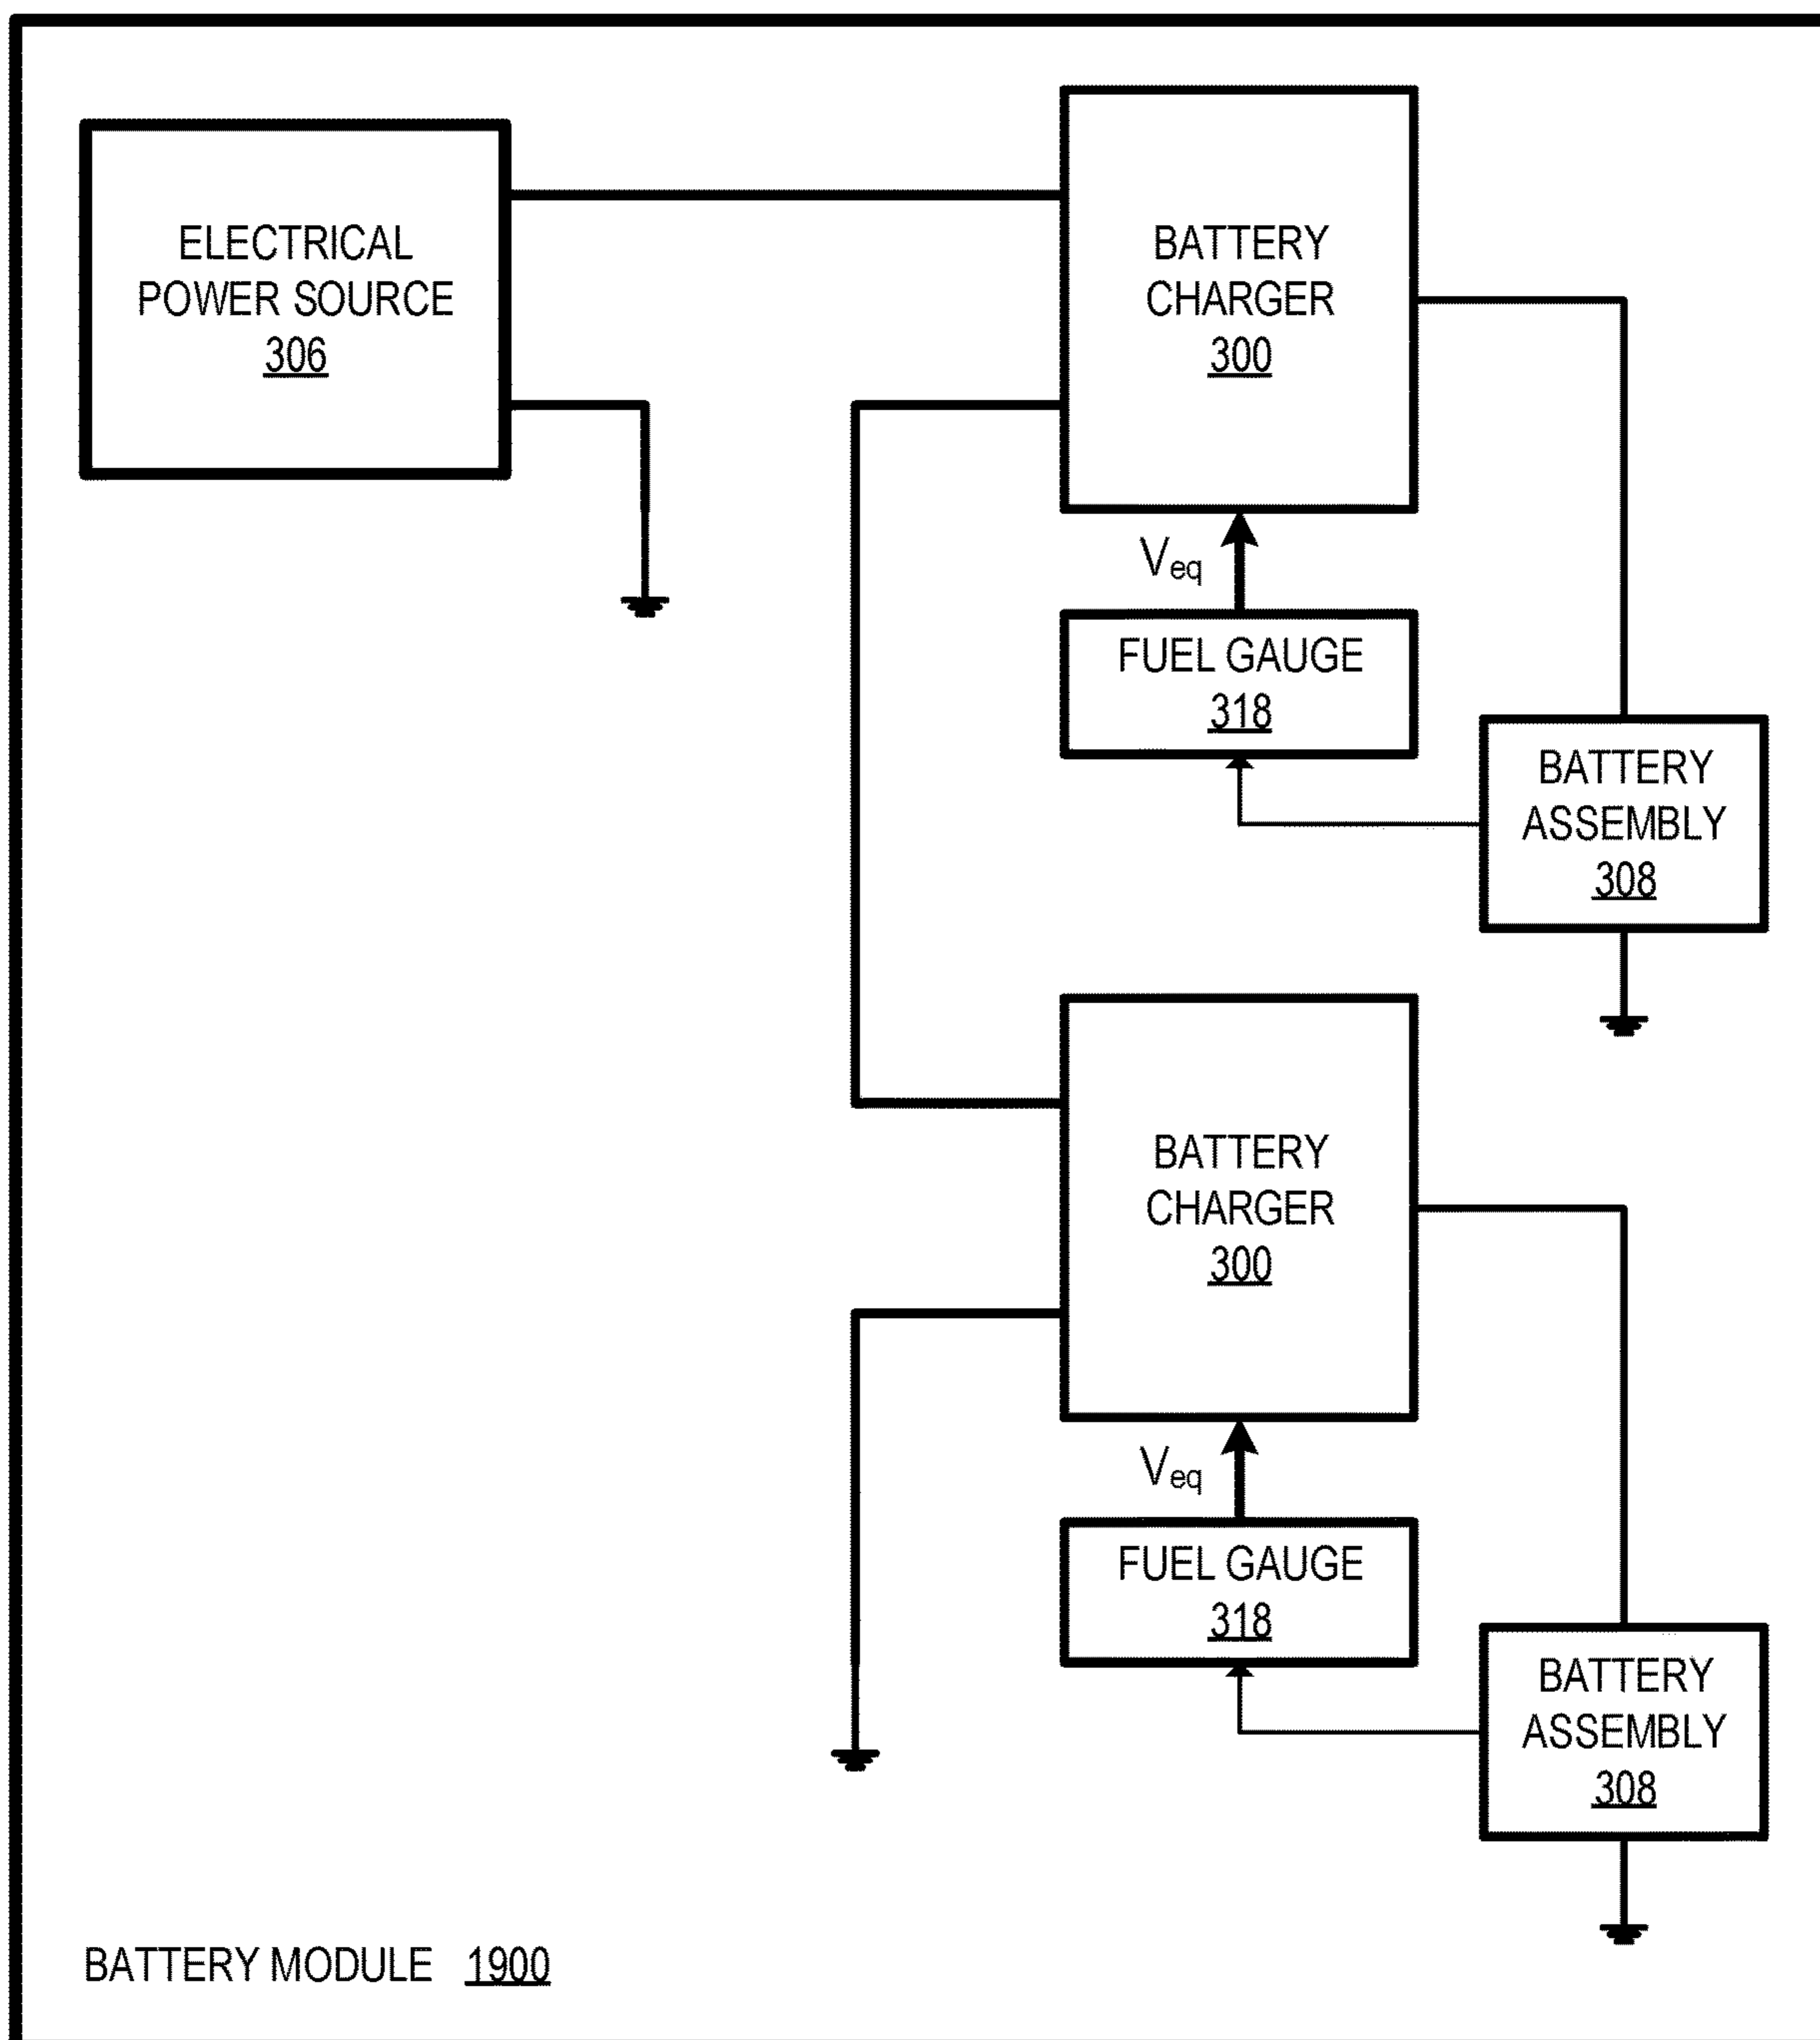 ELECTRICAL
POWER SOURCE
306
BATTERY
CHARGER
300
Veq
FUEL GAUGE
318
BATTERY
ASSEMBLY
308
BATTERY
CHARGER
300
Veq
FUEL GAUGE
318
BATTERY
ASSEMBLY
308
BATTERY MODULE 1900